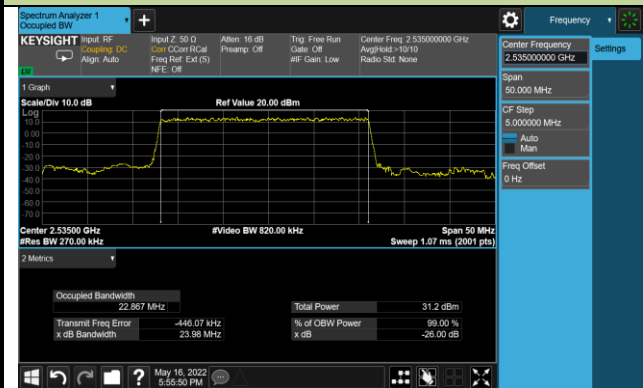 Spectrum Analyzer 1
Occupied BW
Frequency
KEYSIGHT
Input: RF
Coupling: DC
Align: Auto
Input Z: 50 Ω
Corr CCorr RCal
Freq Ref: Ext (S)
NFE: Off
Atten: 16 dB
Preamp: Off
Trig: Free Run
Gate: Off
#IF Gain: Low
Center Freq: 2.535000000 GHz
Avg|Hold:>10/10
Radio Std: None
Center Frequency
2.535000000 GHz
Settings
Span
50.000 MHz
CF Step
5.000000 MHz
Auto
Man
Freq Offset
0 Hz
1 Graph
Scale/Div 10.0 dB
Ref Value 20.00 dBm
Log
10.0
0.00
-10.0
-20.0
-30.0
-40.0
-50.0
-60.0
-70.0
Center 2.53500 GHz
#Video BW 820.00 kHz
Span 50 MHz
#Res BW 270.00 kHz
Sweep 1.07 ms (2001 pts)
2 Metrics
Occupied Bandwidth
22.867 MHz
Total Power
31.2 dBm
Transmit Freq Error
-446.07 kHz
% of OBW Power
99.00 %
x dB Bandwidth
23.98 MHz
x dB
-26.00 dB
May 16, 2022
5:55:50 PM